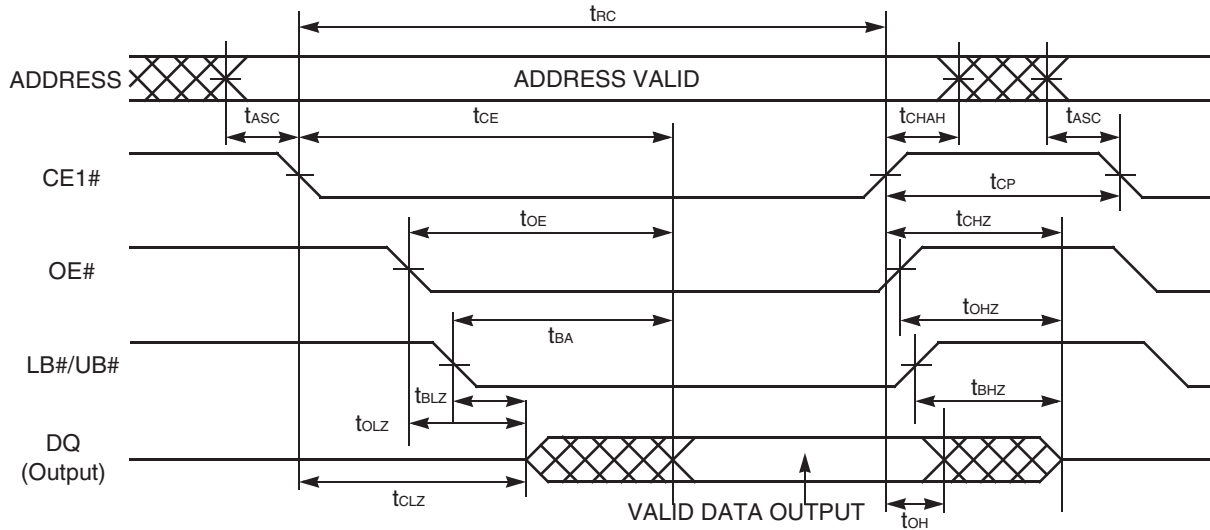 tRC
ADDRESS
ADDRESS VALID
tASC
tCE
tCHAH
tASC
CE1#
tCP
tOE
tCHZ
OE#
tBA
tOHZ
LB#/UB#
tBLZ
tBHZ
tOLZ
DQ
(Output)
tCLZ
VALID DATA OUTPUT
tOH